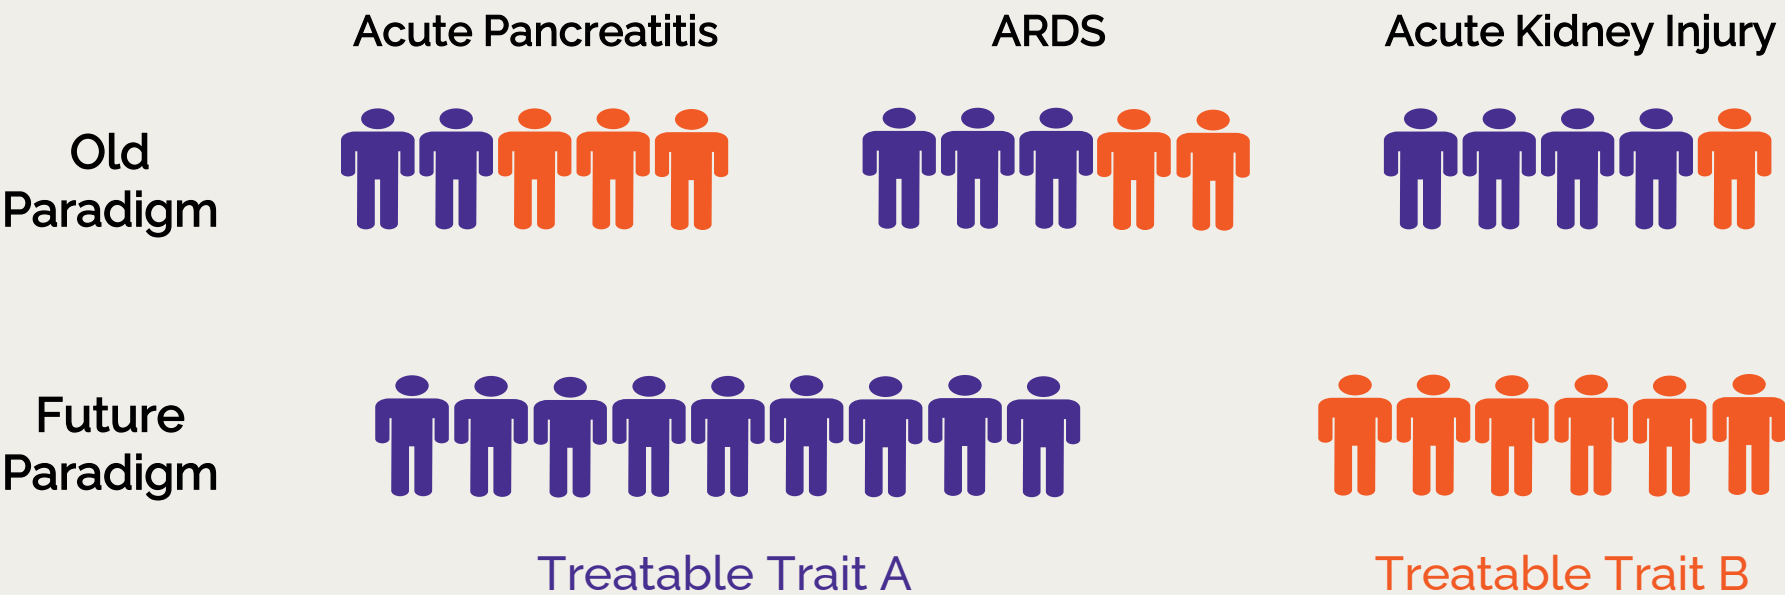 Acute Pancreatitis
ARDS
Acute Kidney Injury
Old
Paradigm
Future
Paradigm
Treatable Trait A
Treatable Trait B